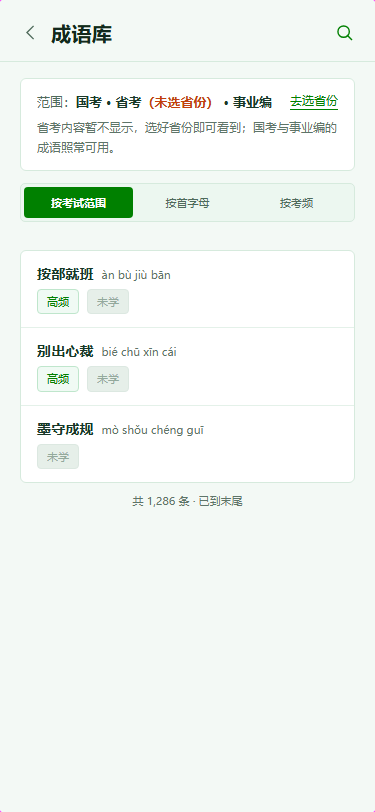 成语库
范围：国考 • 省考（未选省份） • 事业编 去选省份
省考内容暂不显示，选好省份即可看到；国考与事业编的
成语照常可用。
按考试范围 按首字母 按考频
按部就班 àn bù jiù bān
高频 未学
别出心裁 bié chū xīn cái
高频 未学
墨守成规 mò shǒu chéng guī
未学
共 1,286 条 · 已到末尾